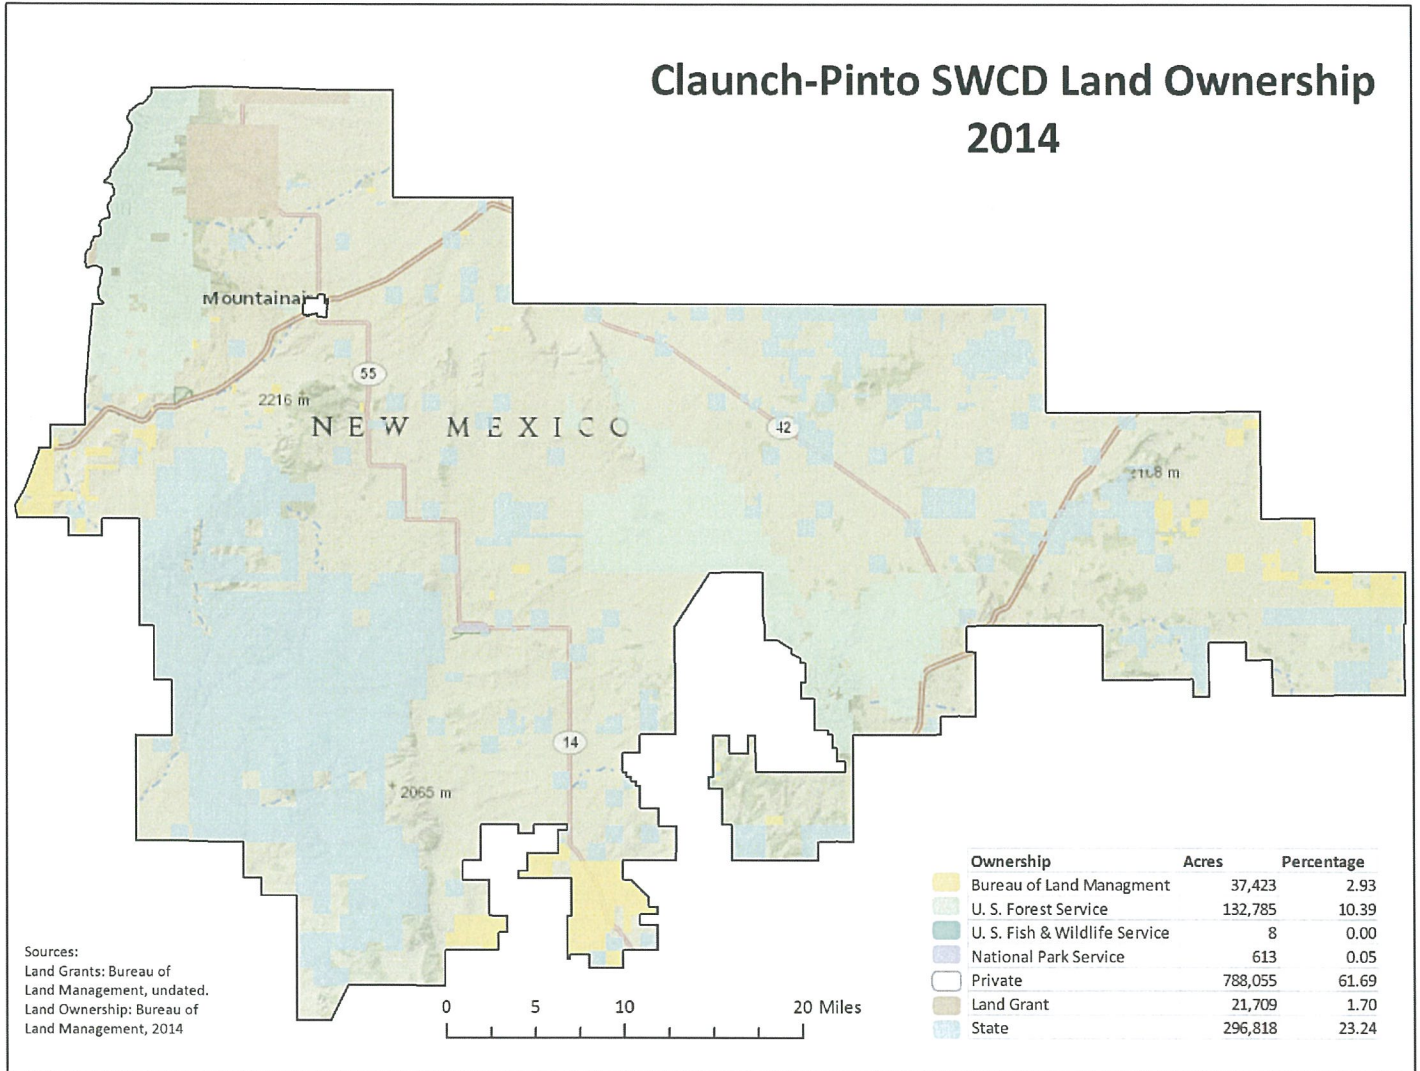 Claunch-Pinto SWCD Land Ownership
2014
55
2216 m
NEW MEXICO
42
14
2065 m
Ownership Acres Percentage
Bureau of Land Managment 37,423 2.93
U. S. Forest Service 132,785 10.39
U. S. Fish & Wildlife Service 8 0.00
National Park Service 613 0.05
Private 788,055 61.69
Land Grant 21,709 1.70
State 296,818 23.24
Sources:
Land Grants: Bureau of
Land Management, undated.
Land Ownership: Bureau of
Land Management, 2014
0 5 10 20 Miles